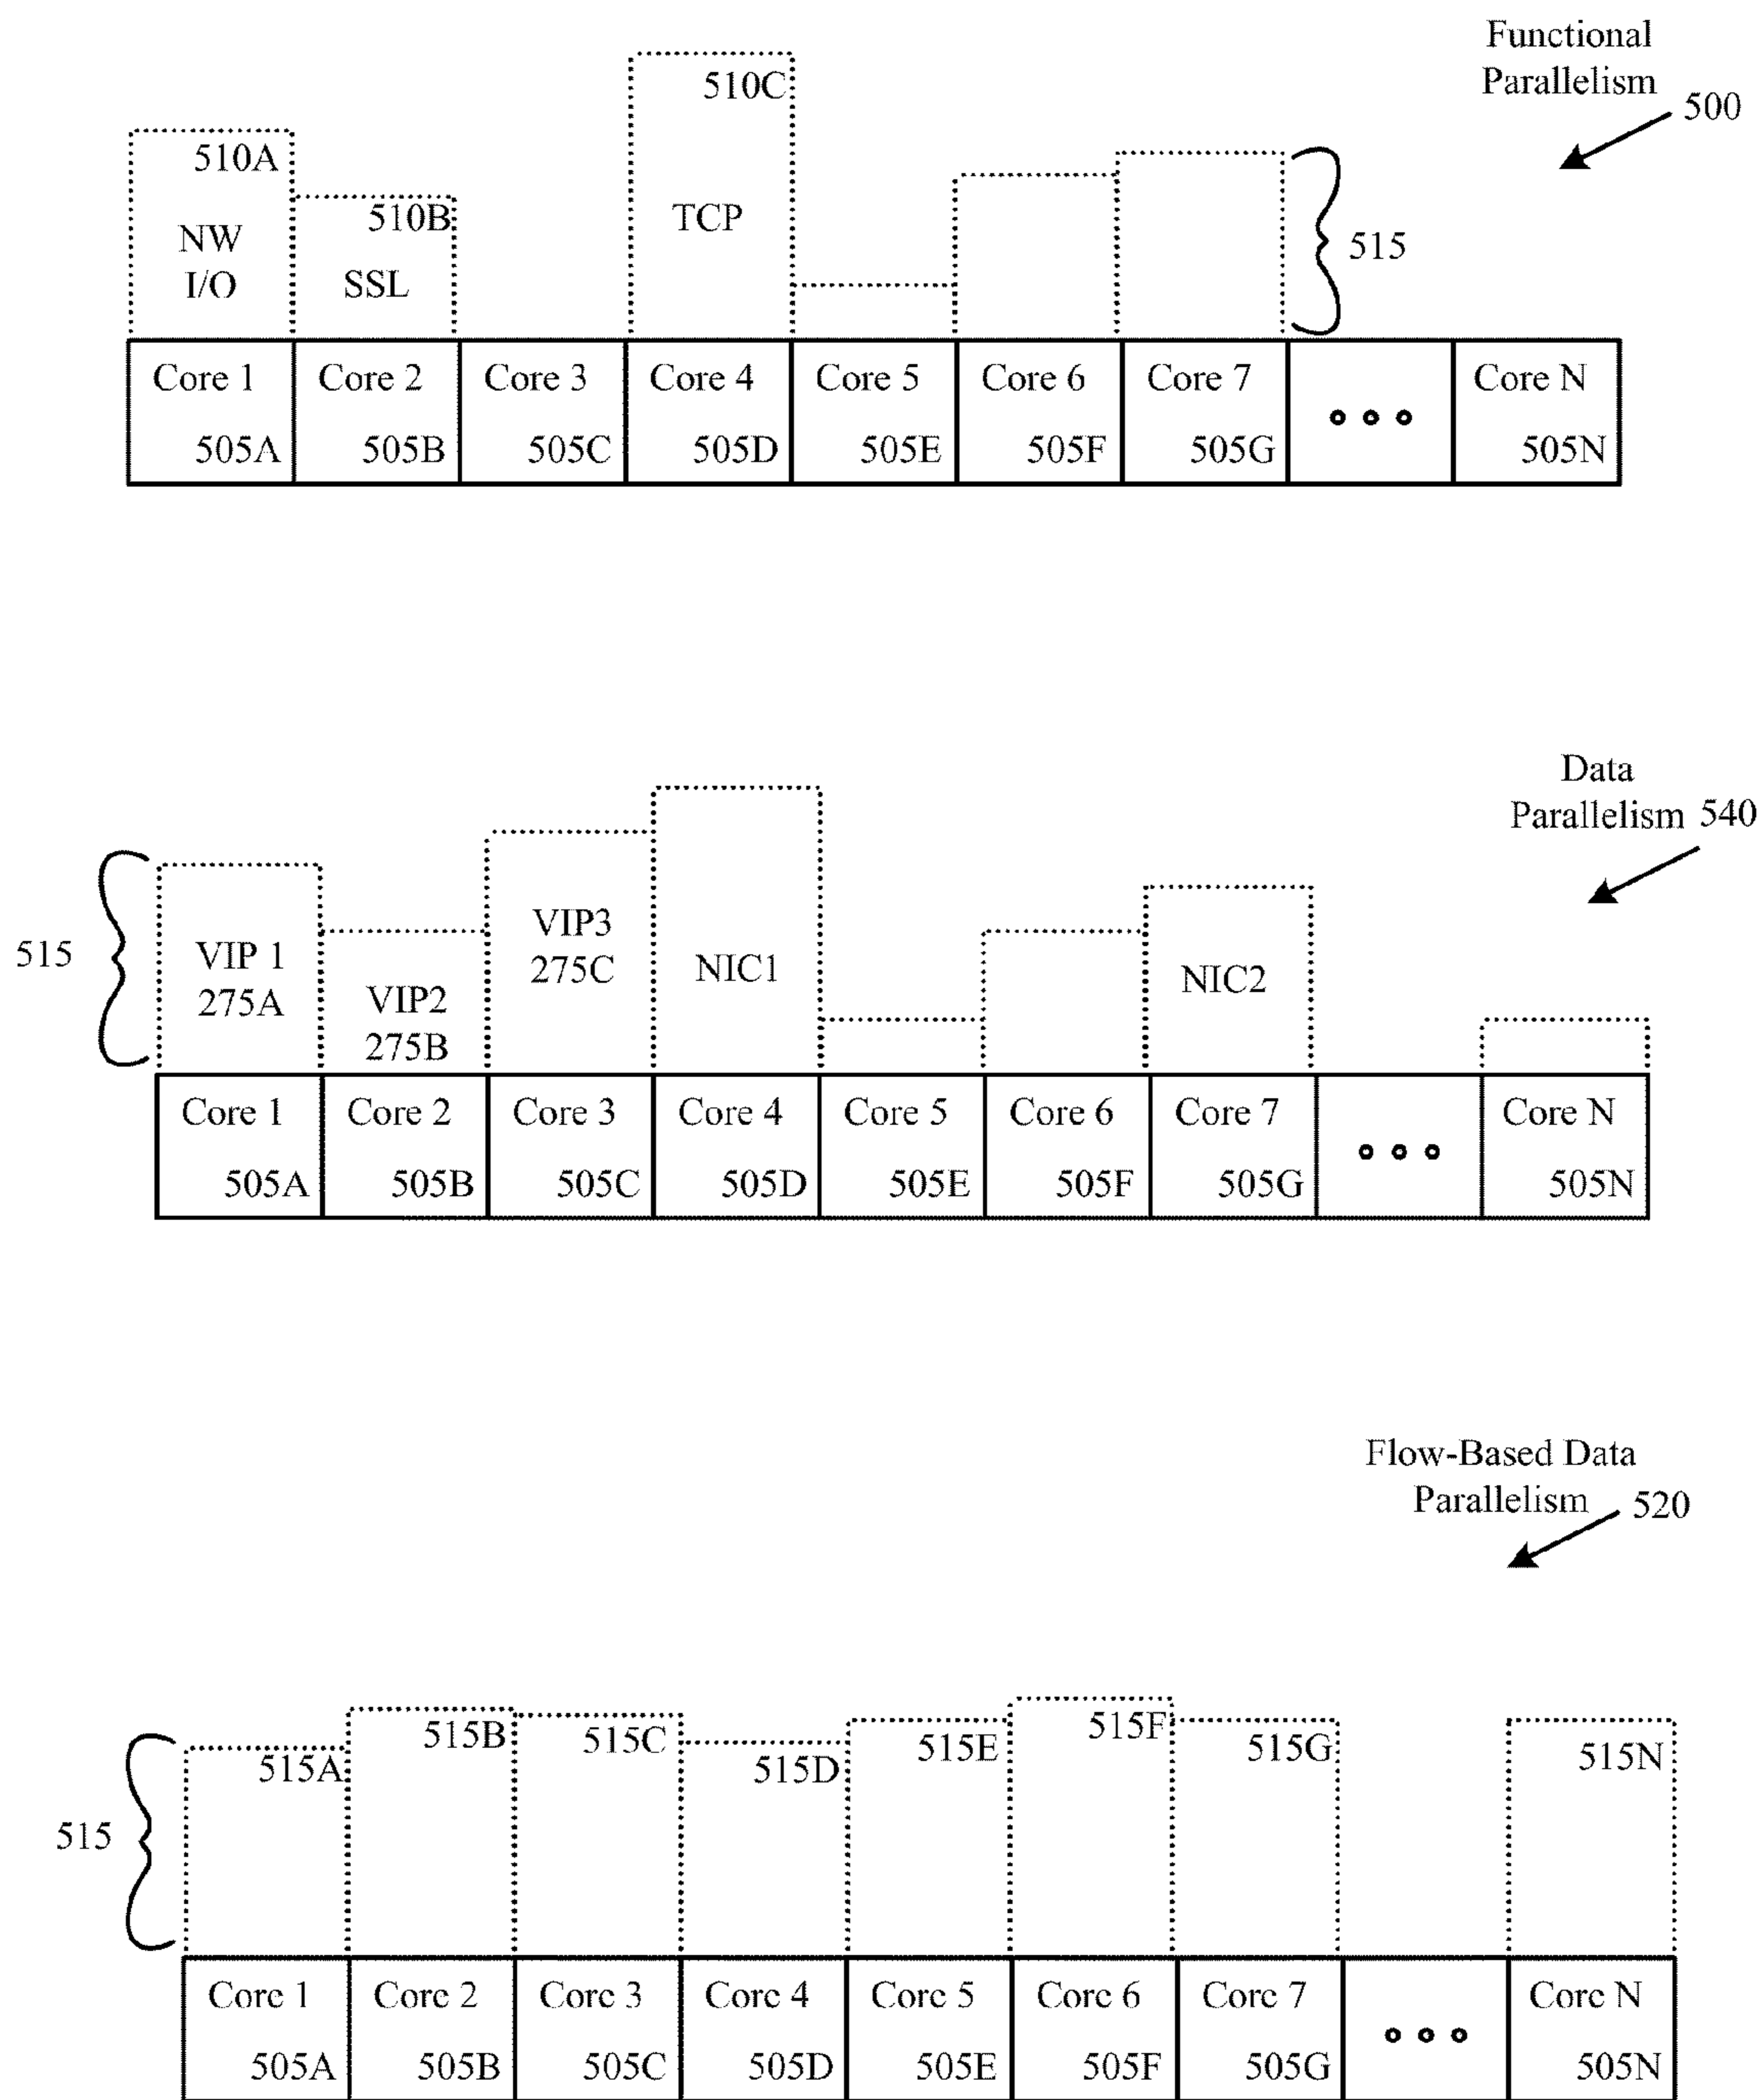 Functional
Parallelism
500
510C
510A
510B
NW
I/O
SSL
TCP
515
Core 1 Core 2 Core 3 Core 4 Core 5 Core 6 Core 7 Core N
505A 505B 505C 505D 505E 505F 505G 505N
Data
Parallelism 540
515
VIP 1
275A
VIP2
275B
VIP3
275C
NIC1
NIC2
Core 1 Core 2 Core 3 Core 4 Core 5 Core 6 Core 7 Core N
505A 505B 505C 505D 505E 505F 505G 505N
Flow-Based Data
Parallelism
520
515A 515B 515C 515D 515E 515F 515G 515N
515
Core 1 Core 2 Core 3 Core 4 Core 5 Core 6 Core 7 Core N
505A 505B 505C 505D 505E 505F 505G 505N